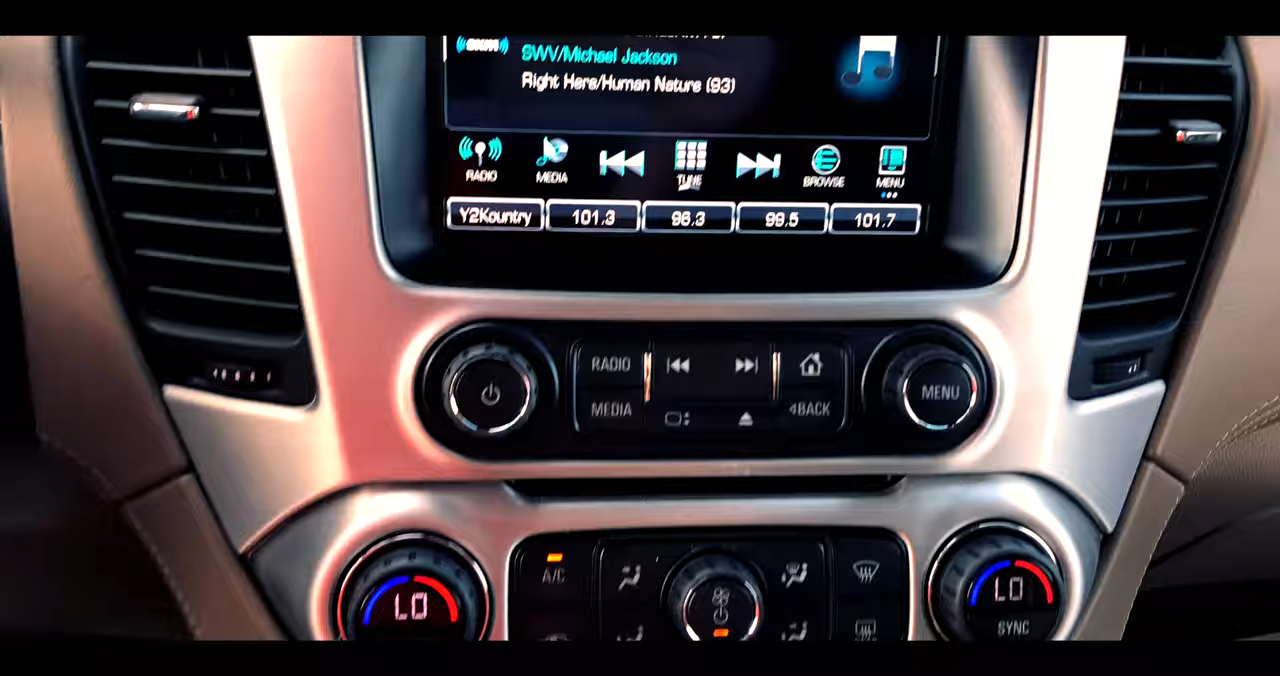 SWV/Michael Jackson
Right Here/Human Nature (93)
RADIO MEDIA TUNE BROWSE MENU
Y2Kountry 101.3 96.3 99.5 101.7
RADIO
MENU
MEDIA BACK
A/C
LO LO
SYNC